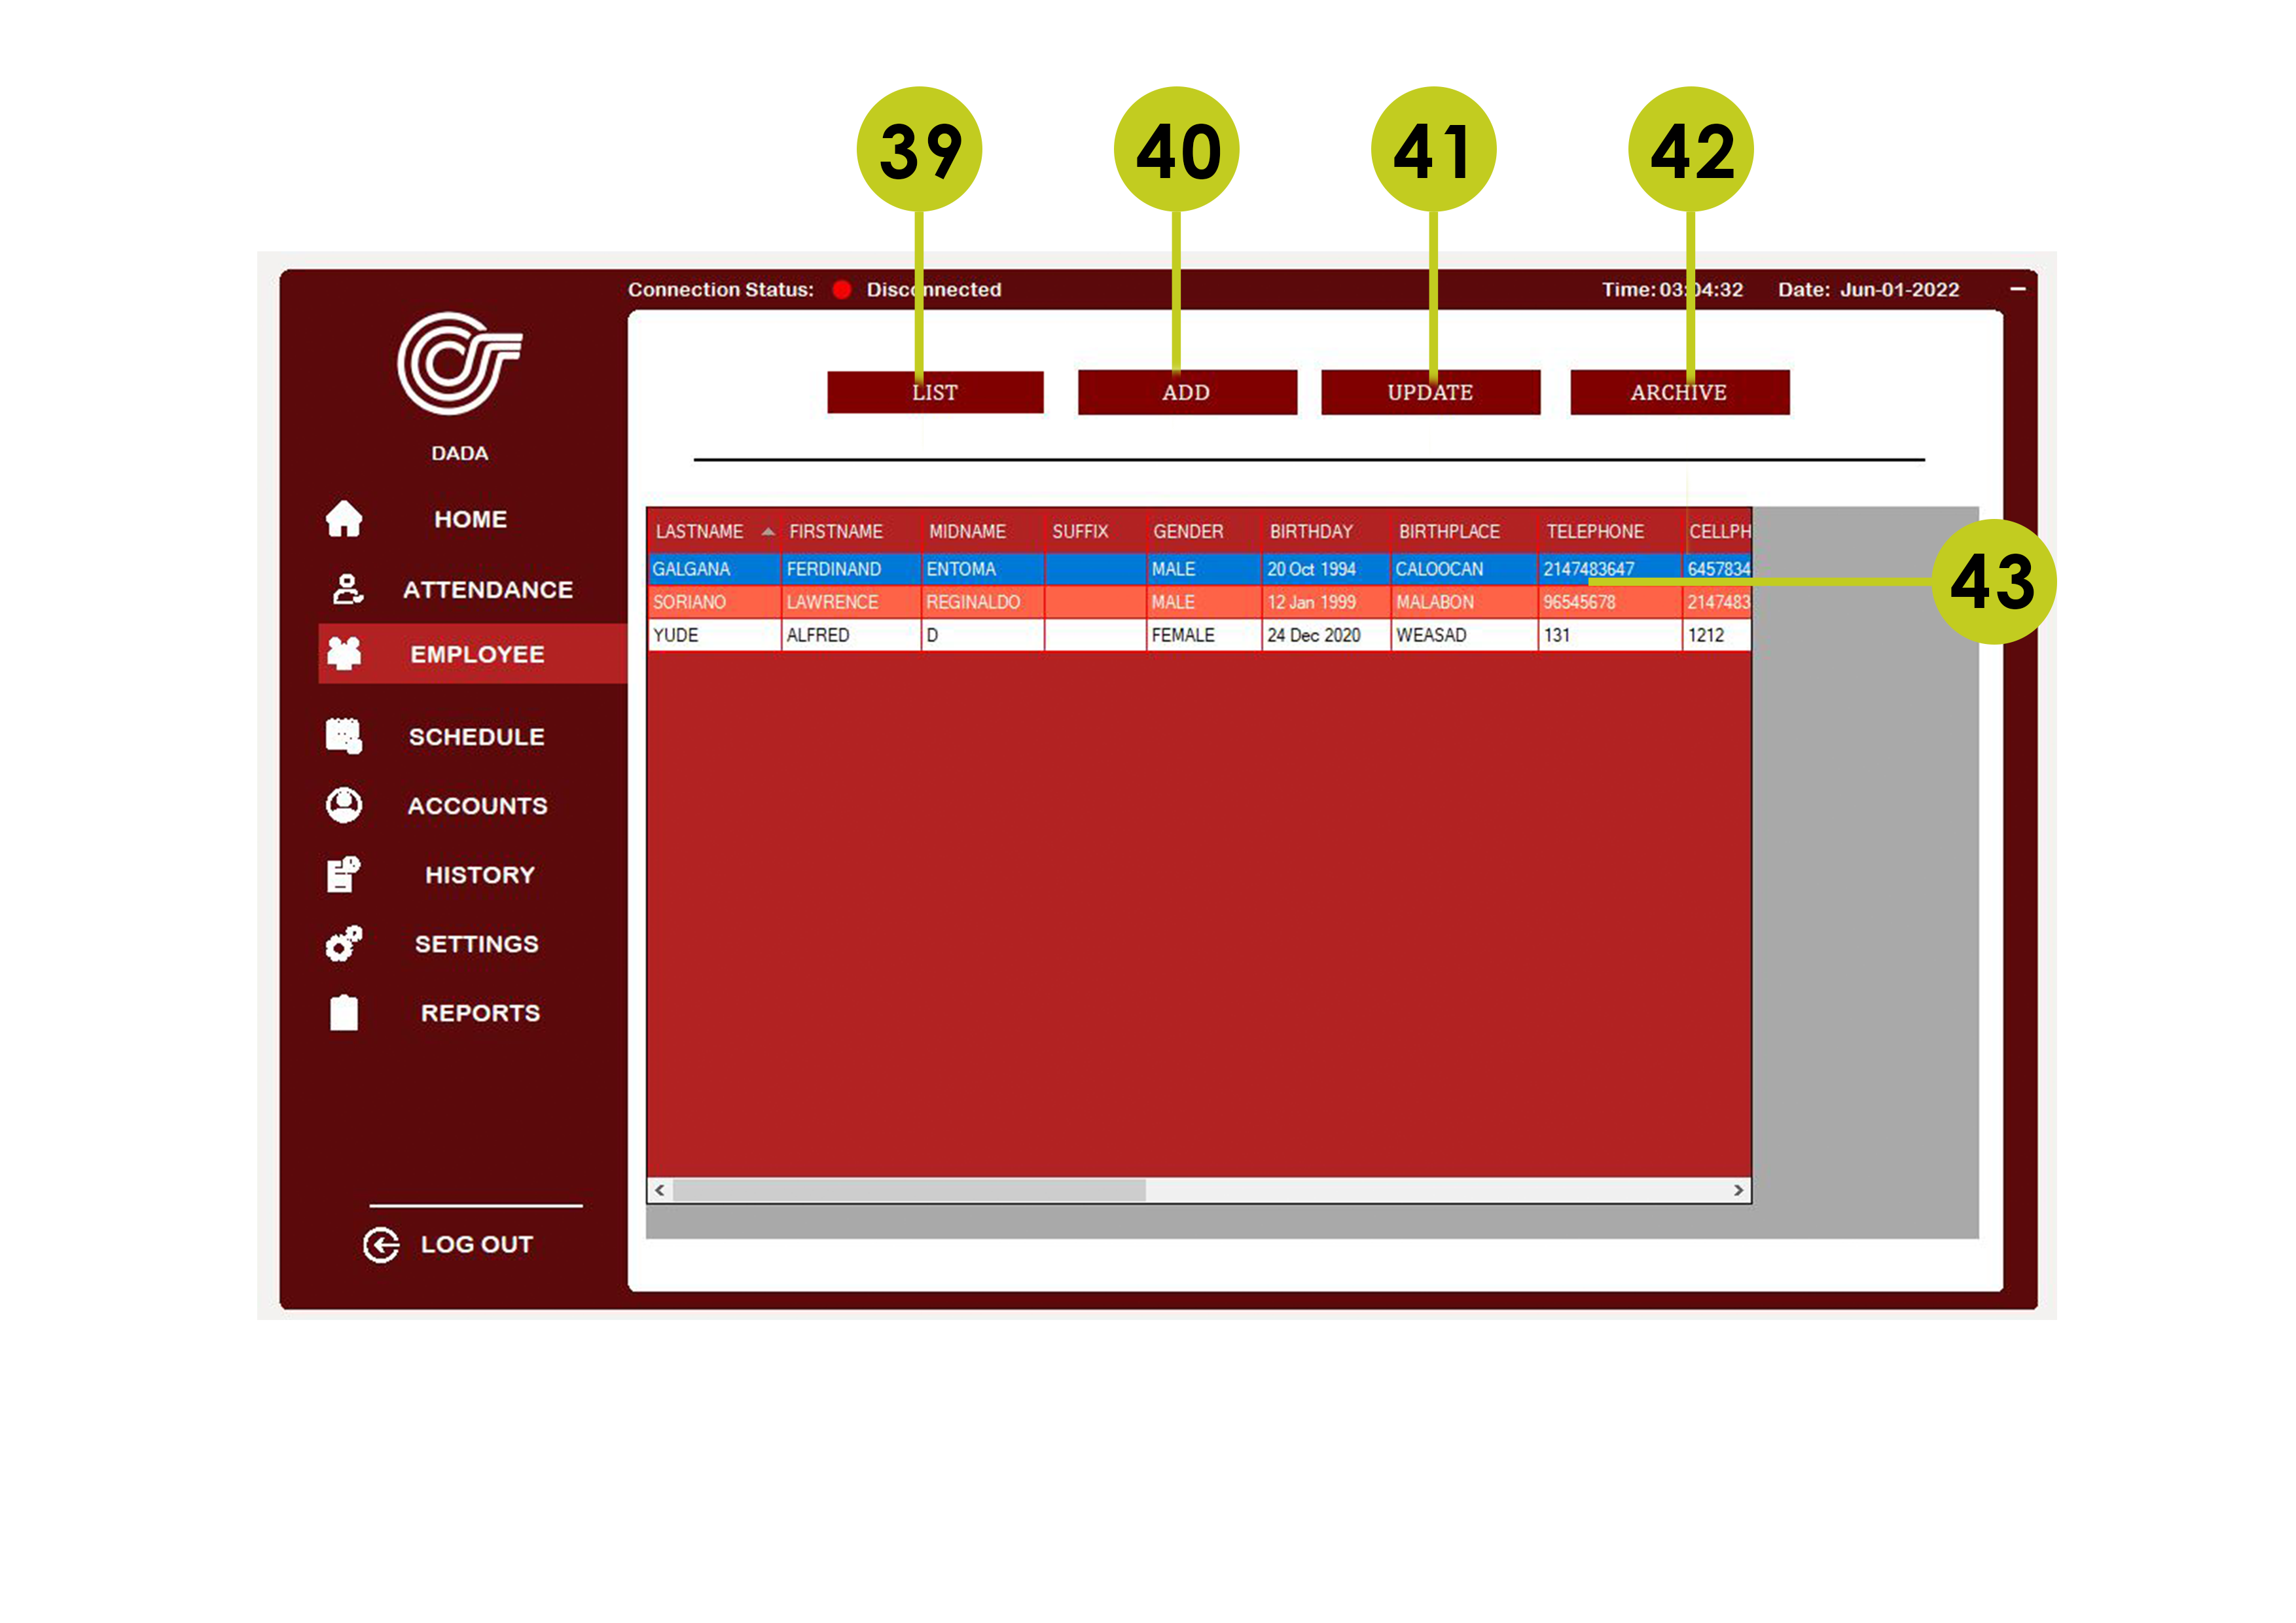 39 40 41 42
Connection Status: Disconnected Time: 03:04:32 Date: Jun-01-2022
LIST ADD UPDATE ARCHIVE
DADA
HOME
ATTENDANCE
EMPLOYEE
SCHEDULE
ACCOUNTS
HISTORY
SETTINGS
REPORTS
LOG OUT
LASTNAME FIRSTNAME MIDNAME SUFFIX GENDER BIRTHDAY BIRTHPLACE TELEPHONE CELLPH
GALGANA FERDINAND ENTOMA MALE 20 Oct 1994 CALOOCAN 2147483647 6457834
SORIANO LAWRENCE REGINALDO MALE 12 Jan 1999 MALABON 96545678 2147483
YUDE ALFRED D FEMALE 24 Dec 2020 WEASAD 131 1212
43